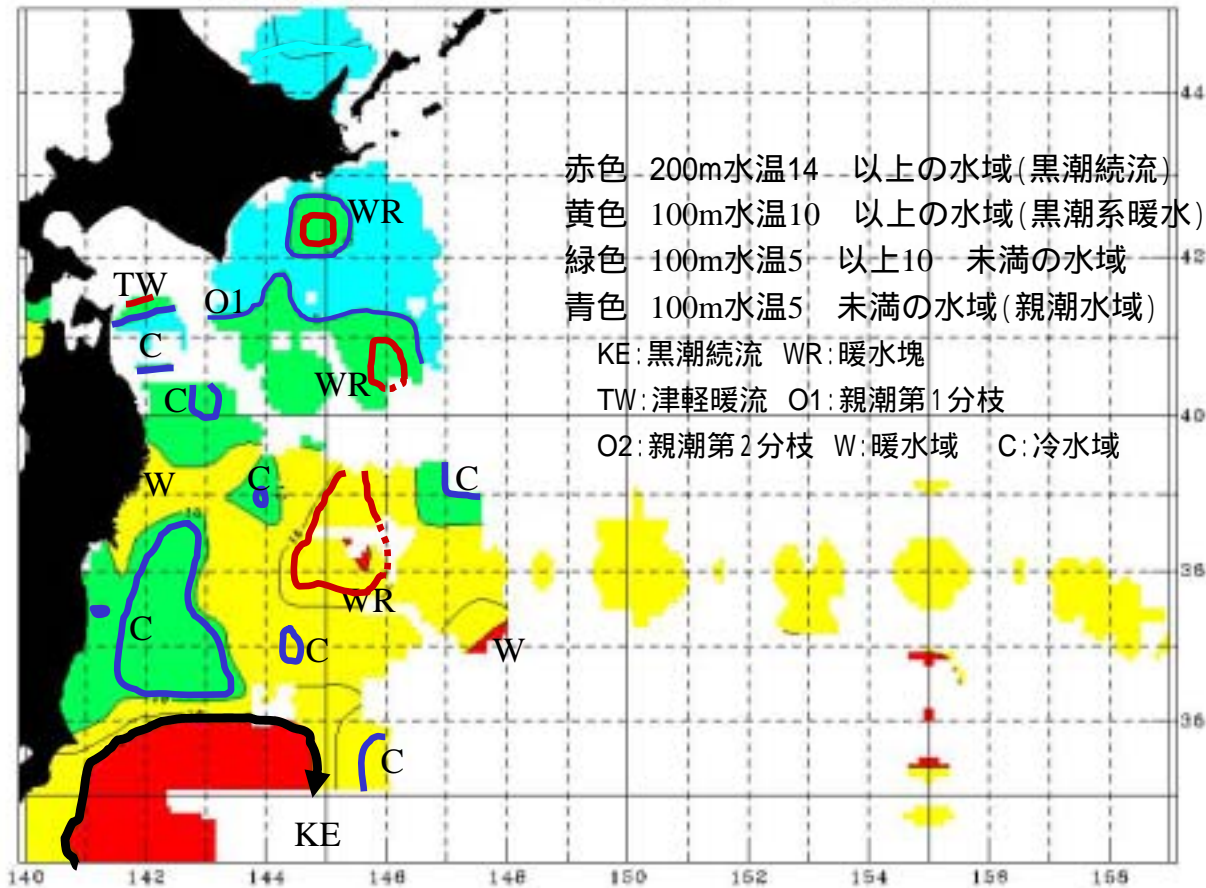 44
赤色 200m水温14 以上の水域(黒潮続流)
黄色 100m水温10 以上の水域(黒潮系暖水)
緑色 100m水温5 以上10 未満の水域
青色 100m水温5 未満の水域(親潮水域)
KE:黒潮続流 WR:暖水塊
TW:津軽暖流 O1:親潮第1分枝
O2:親潮第2分枝 W:暖水域 C:冷水域
WR
42
TW
O1
C
WR
C
40
W
C
C
38
WR
C
C
W
36
C
KE
140 142 144 146 148 150 152 154 156 158